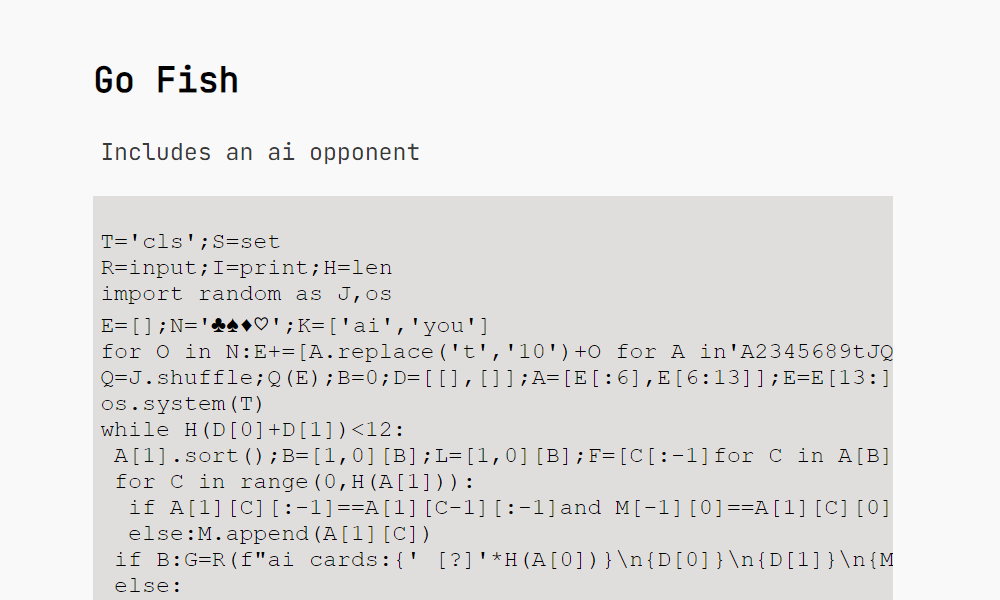 Go Fish
Includes an ai opponent
T='cls';S=set
R=input;I=print;H=len
import random as J,os
E=[];N='♣♠♦♡';K=['ai','you']
for O in N:E+=[A.replace('t','10')+O for A in'A2345689tJQ
Q=J.shuffle;Q(E);B=0;D=[[],[]];A=[E[:6],E[6:13]];E=E[13:]
os.system(T)
while H(D[0]+D[1])<12:
 A[1].sort();B=[1,0][B];L=[1,0][B];F=[C[:-1]for C in A[B]
 for C in range(0,H(A[1])):
  if A[1][C][:-1]==A[1][C-1][:-1]and M[-1][0]==A[1][C][0]
  else:M.append(A[1][C])
 if B:G=R(f"ai cards:{' [?]'*H(A[0])}\n{D[0]}\n{D[1]}\n{M
 else: